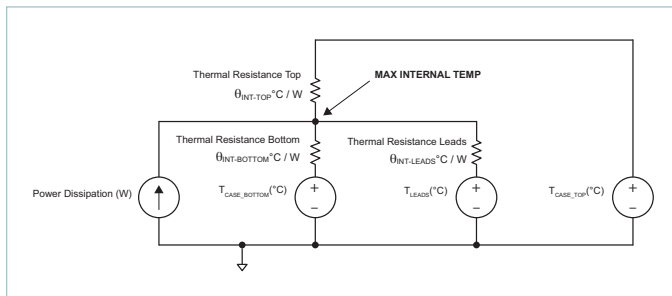 Thermal Resistance Top
θINT-TOP°C / W
MAX INTERNAL TEMP
Thermal Resistance Bottom
θINT-BOTTOM°C / W
Thermal Resistance Leads
θINT-LEADS°C / W
Power Dissipation (W)
TCASE_BOTTOM(°C)
+
–
TLEADS(°C)
+
–
TCASE_TOP(°C)
+
–